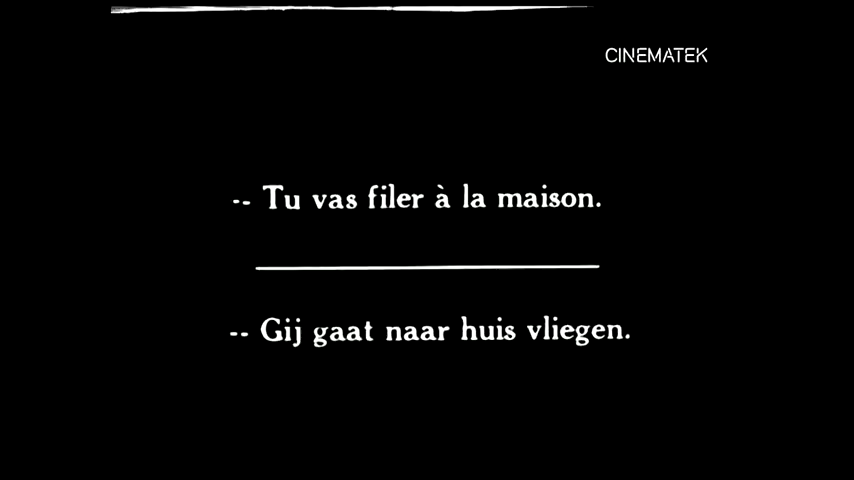 CINEMATEK
-- Tu vas filer à la maison.
-- Gij gaat naar huis vliegen.